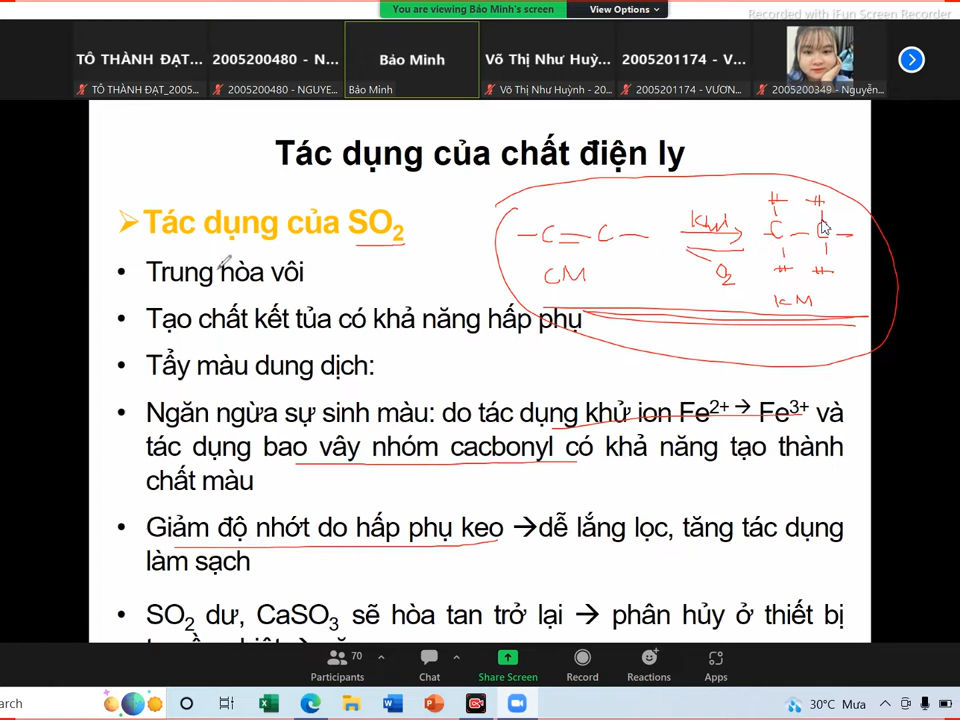 You are viewing Bảo Minh's screen
View Options
Recorded with iFun Screen Recorder
TÔ THÀNH ĐẠT...
2005200480 - N...
Bảo Minh
Võ Thị Như Huỳ...
2005201174 - V...
TÔ THÀNH ĐẠT_2005...
2005200480 - NGUYE...
Bảo Minh
Võ Thị Như Huỳnh - 20...
2005201174 - VƯƠN...
2005200349 - Nguyễn...
Tác dụng của chất điện ly
➢ Tác dụng của SO₂
- C = C - Khử - C - C -
CM O₂ KM
• Trung hòa vôi
• Tạo chất kết tủa có khả năng hấp phụ
• Tẩy màu dung dịch:
• Ngăn ngừa sự sinh màu: do tác dụng khử ion Fe²⁺ → Fe³⁺ và
tác dụng bao vây nhóm cacbonyl có khả năng tạo thành
chất màu
• Giảm độ nhớt do hấp phụ keo →dễ lắng lọc, tăng tác dụng
làm sạch
• SO₂ dư, CaSO₃ sẽ hòa tan trở lại → phân hủy ở thiết bị
70
Participants
Chat
Share Screen
Record
Reactions
Apps
arch
30°C Mưa